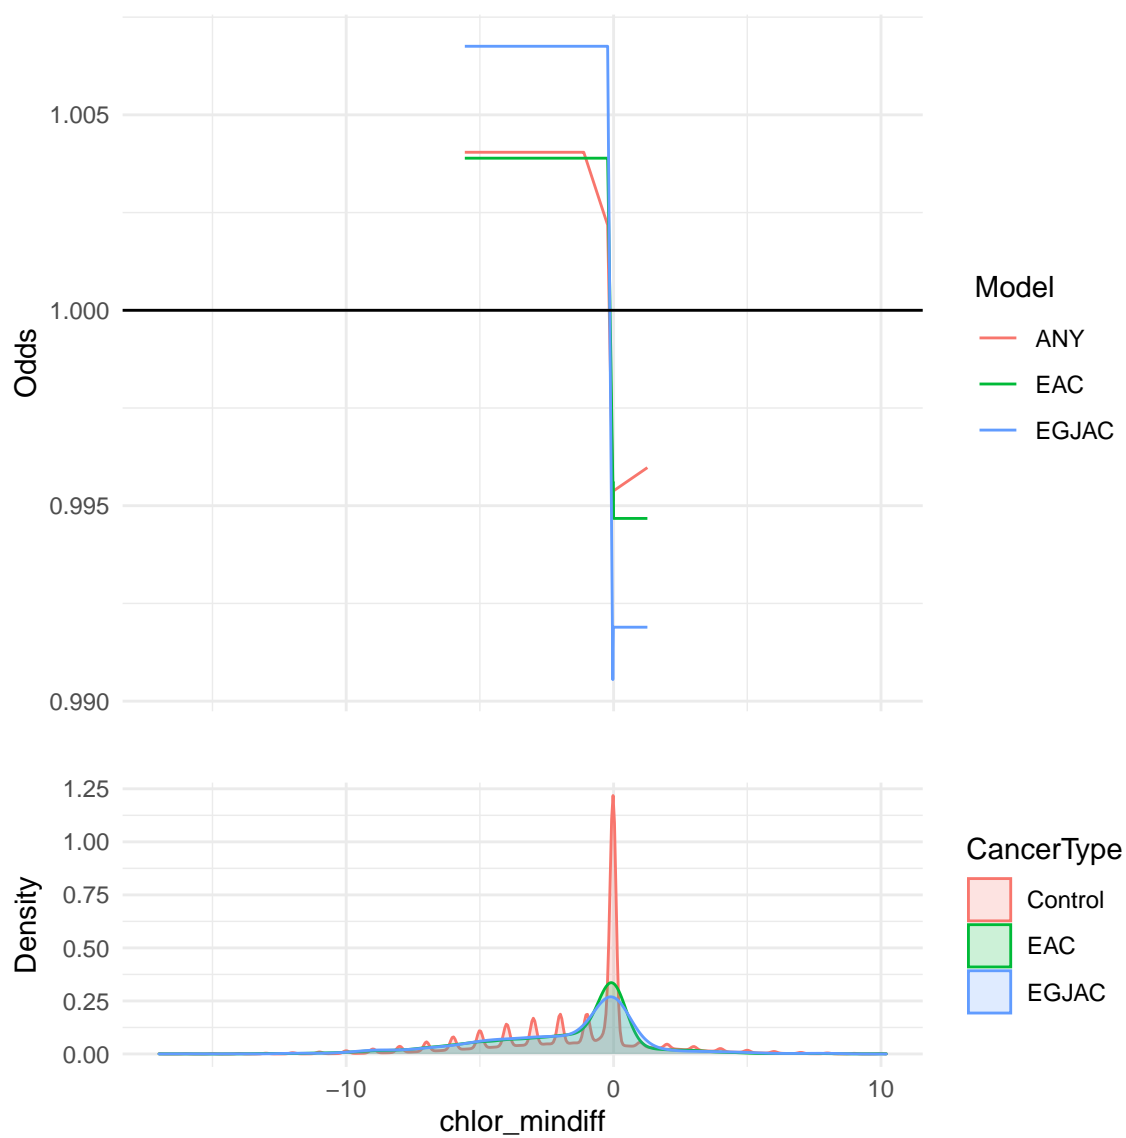 1.005
1.000
0.995
0.990
Odds
Model
ANY
EAC
EGJAC
1.25
1.00
0.75
0.50
0.25
0.00
Density
−10
0
10
chlor_mindiff
CancerType
Control
EAC
EGJAC